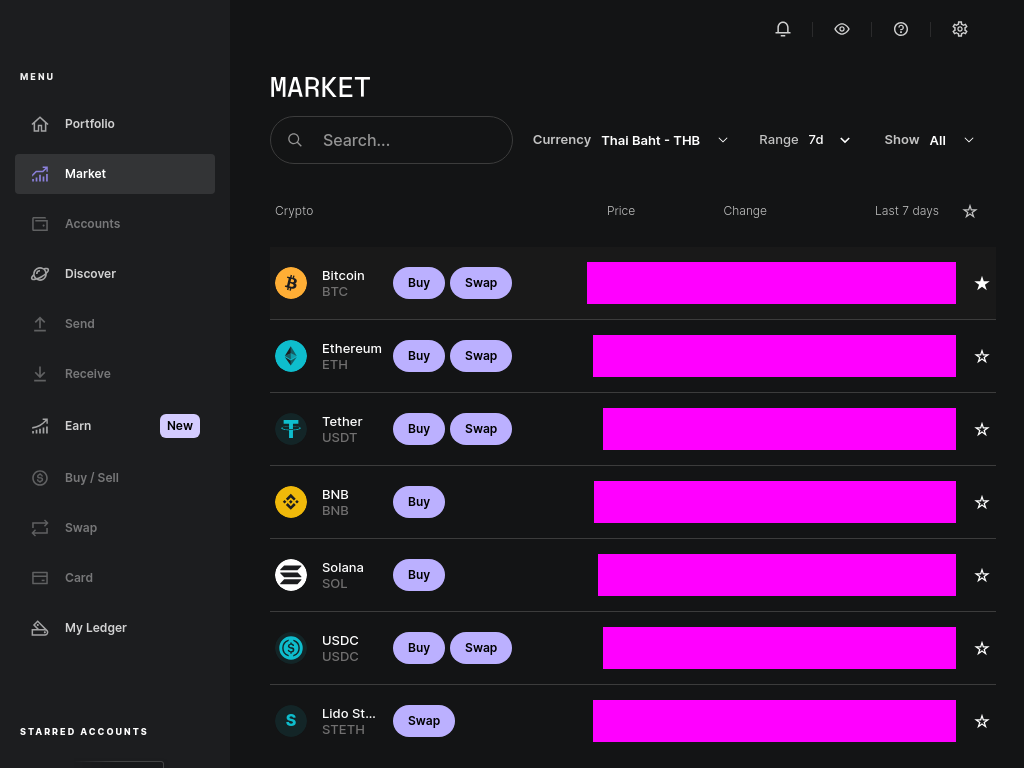 MENU
Portfolio
Market
Accounts
Discover
Send
Receive
Earn New
Buy / Sell
Swap
Card
My Ledger
STARRED ACCOUNTS
MARKET
Search...
Currency Thai Baht - THB
Range 7d
Show All
Crypto Price Change Last 7 days
Bitcoin
BTC
Buy Swap
Ethereum
ETH
Buy Swap
Tether
USDT
Buy Swap
BNB
BNB
Buy
Solana
SOL
Buy
USDC
USDC
Buy Swap
Lido St...
STETH
Swap